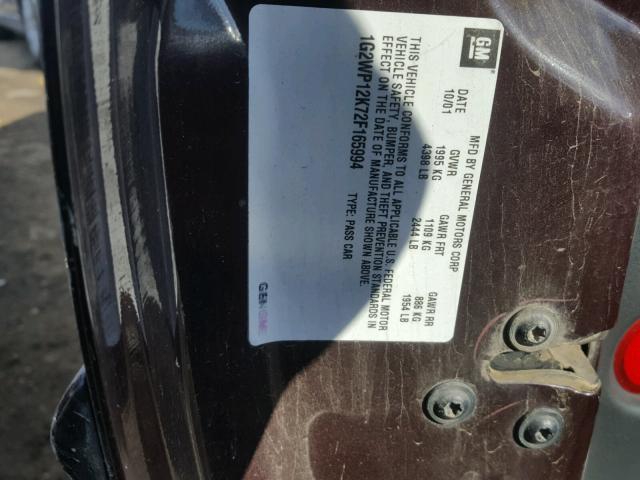 GM
MFD BY GENERAL MOTORS CORP
DATE GVWR GAWR FRT GAWR RR
10/01 1995 KG 1109 KG 886 KG
4398 LB 2444 LB 1954 LB
THIS VEHICLE CONFORMS TO ALL APPLICABLE U.S. FEDERAL MOTOR
VEHICLE SAFETY, BUMPER, AND THEFT PREVENTION STANDARDS IN
EFFECT ON THE DATE OF MANUFACTURE SHOWN ABOVE.
1G2WP12K72F165994 TYPE: PASS CAR